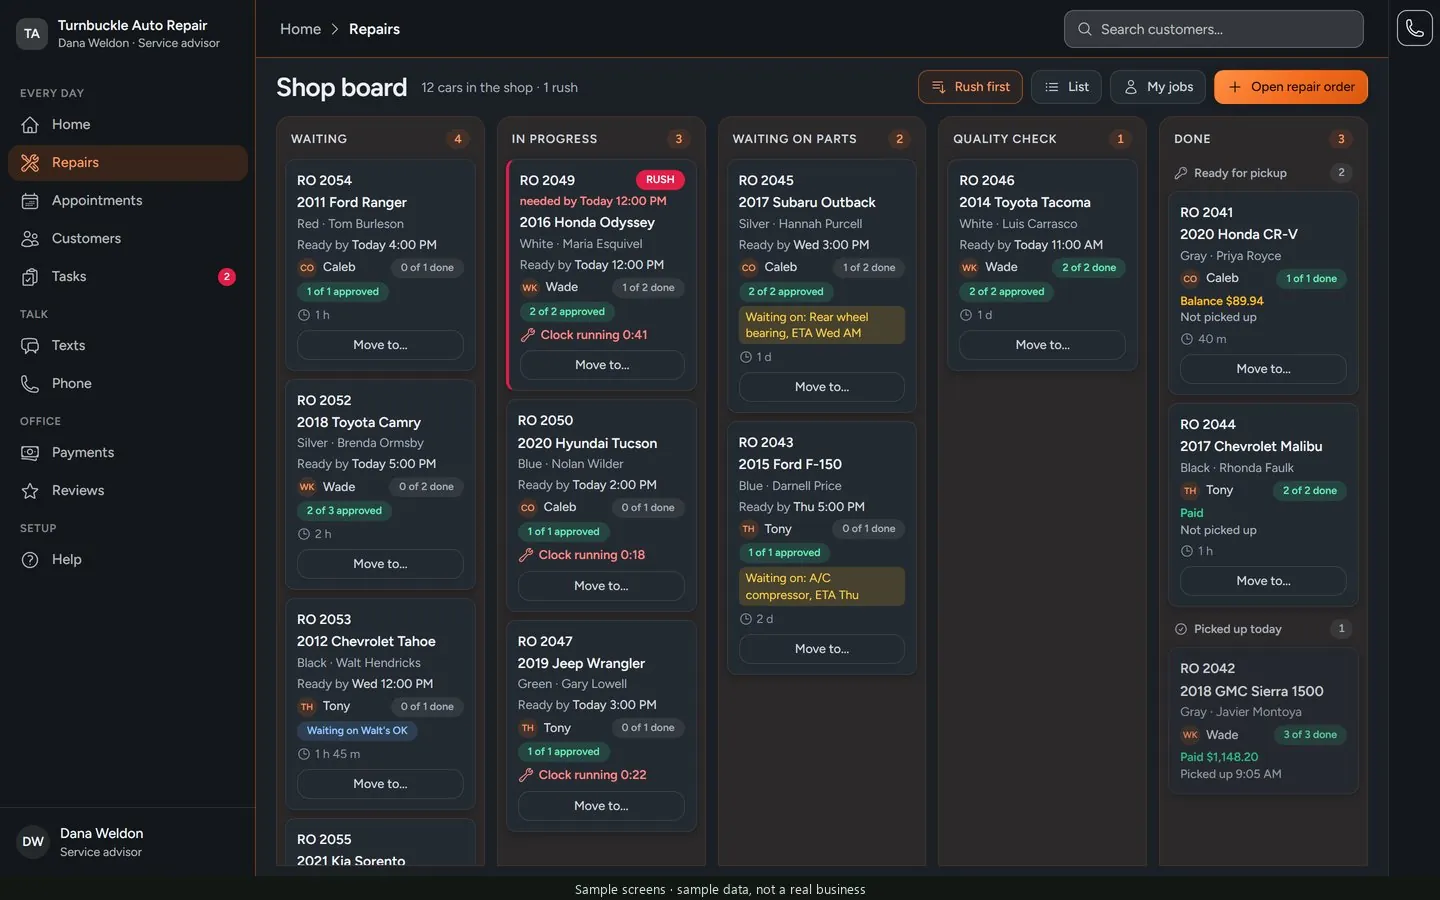 TA
Turnbuckle Auto Repair
Dana Weldon · Service advisor
EVERY DAY
Home
Repairs
Appointments
Customers
Tasks
2
TALK
Texts
Phone
OFFICE
Payments
Reviews
SETUP
Help
DW
Dana Weldon
Service advisor
Home > Repairs
Search customers...
Shop board
12 cars in the shop · 1 rush
Rush first
List
My jobs
+ Open repair order
WAITING 4
RO 2054
2011 Ford Ranger
Red · Tom Burleson
Ready by Today 4:00 PM
CO Caleb 0 of 1 done
1 of 1 approved
1 h
Move to...
RO 2052
2018 Toyota Camry
Silver · Brenda Ormsby
Ready by Today 5:00 PM
WK Wade 0 of 2 done
2 of 3 approved
2 h
Move to...
RO 2053
2012 Chevrolet Tahoe
Black · Walt Hendricks
Ready by Wed 12:00 PM
TH Tony 0 of 1 done
Waiting on Walt's OK
1 h 45 m
Move to...
RO 2055
2021 Kia Sorento
IN PROGRESS 3
RO 2049 RUSH
needed by Today 12:00 PM
2016 Honda Odyssey
White · Maria Esquivel
Ready by Today 12:00 PM
WK Wade 1 of 2 done
2 of 2 approved
Clock running 0:41
Move to...
RO 2050
2020 Hyundai Tucson
Blue · Nolan Wilder
Ready by Today 2:00 PM
CO Caleb 0 of 1 done
1 of 1 approved
Clock running 0:18
Move to...
RO 2047
2019 Jeep Wrangler
Green · Gary Lowell
Ready by Today 3:00 PM
TH Tony 0 of 1 done
1 of 1 approved
Clock running 0:22
Move to...
WAITING ON PARTS 2
RO 2045
2017 Subaru Outback
Silver · Hannah Purcell
Ready by Wed 3:00 PM
CO Caleb 1 of 2 done
2 of 2 approved
Waiting on: Rear wheel
bearing, ETA Wed AM
1 d
Move to...
RO 2043
2015 Ford F-150
Blue · Darnell Price
Ready by Thu 5:00 PM
TH Tony 0 of 1 done
1 of 1 approved
Waiting on: A/C
compressor, ETA Thu
2 d
Move to...
QUALITY CHECK 1
RO 2046
2014 Toyota Tacoma
White · Luis Carrasco
Ready by Today 11:00 AM
WK Wade 2 of 2 done
2 of 2 approved
1 d
Move to...
DONE 3
Ready for pickup 2
RO 2041
2020 Honda CR-V
Gray · Priya Royce
CO Caleb 1 of 1 done
Balance $89.94
Not picked up
40 m
Move to...
RO 2044
2017 Chevrolet Malibu
Black · Rhonda Faulk
TH Tony 2 of 2 done
Paid
Not picked up
1 h
Move to...
Picked up today 1
RO 2042
2018 GMC Sierra 1500
Gray · Javier Montoya
WK Wade 3 of 3 done
Paid $1,148.20
Picked up 9:05 AM
Sample screens · sample data, not a real business